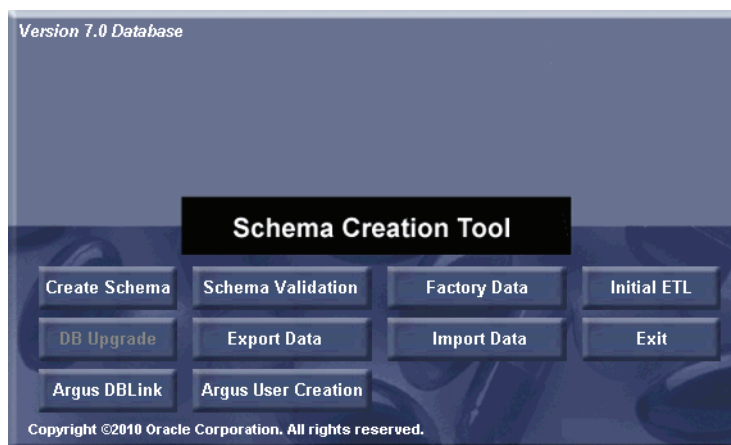 Version 7.0 Database
Schema Creation Tool
Create Schema Schema Validation Factory Data Initial ETL
DB Upgrade Export Data Import Data Exit
Argus DBLink Argus User Creation
Copyright ©2010 Oracle Corporation. All rights reserved.